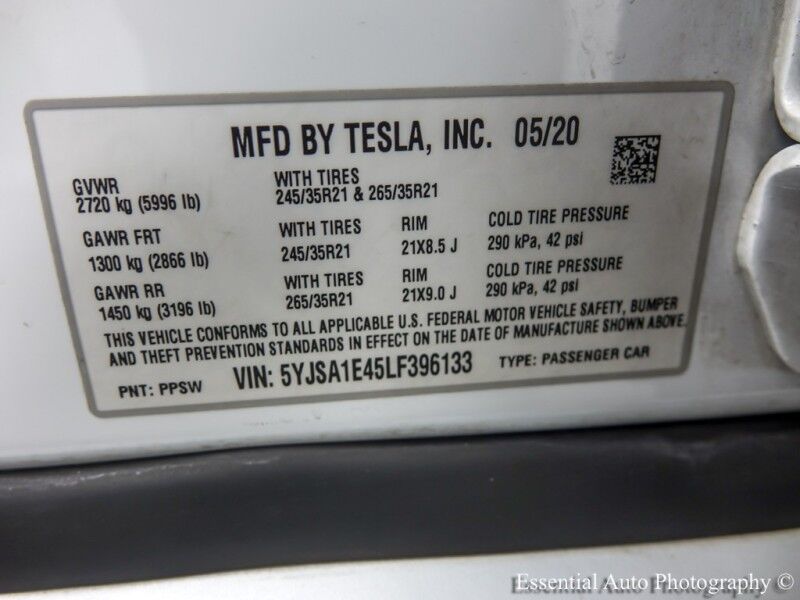 MFD BY TESLA, INC. 05/20
GVWR WITH TIRES
2720 kg (5996 lb) 245/35R21 & 265/35R21
GAWR FRT WITH TIRES RIM COLD TIRE PRESSURE
1300 kg (2866 lb) 245/35R21 21X8.5 J 290 kPa, 42 psi
GAWR RR WITH TIRES RIM COLD TIRE PRESSURE
1450 kg (3196 lb) 265/35R21 21X9.0 J 290 kPa, 42 psi
THIS VEHICLE CONFORMS TO ALL APPLICABLE U.S. FEDERAL MOTOR VEHICLE SAFETY, BUMPER
AND THEFT PREVENTION STANDARDS IN EFFECT ON THE DATE OF MANUFACTURE SHOWN ABOVE.
PNT: PPSW VIN: 5YJSA1E45LF396133 TYPE: PASSENGER CAR
Essential Auto Photography ©